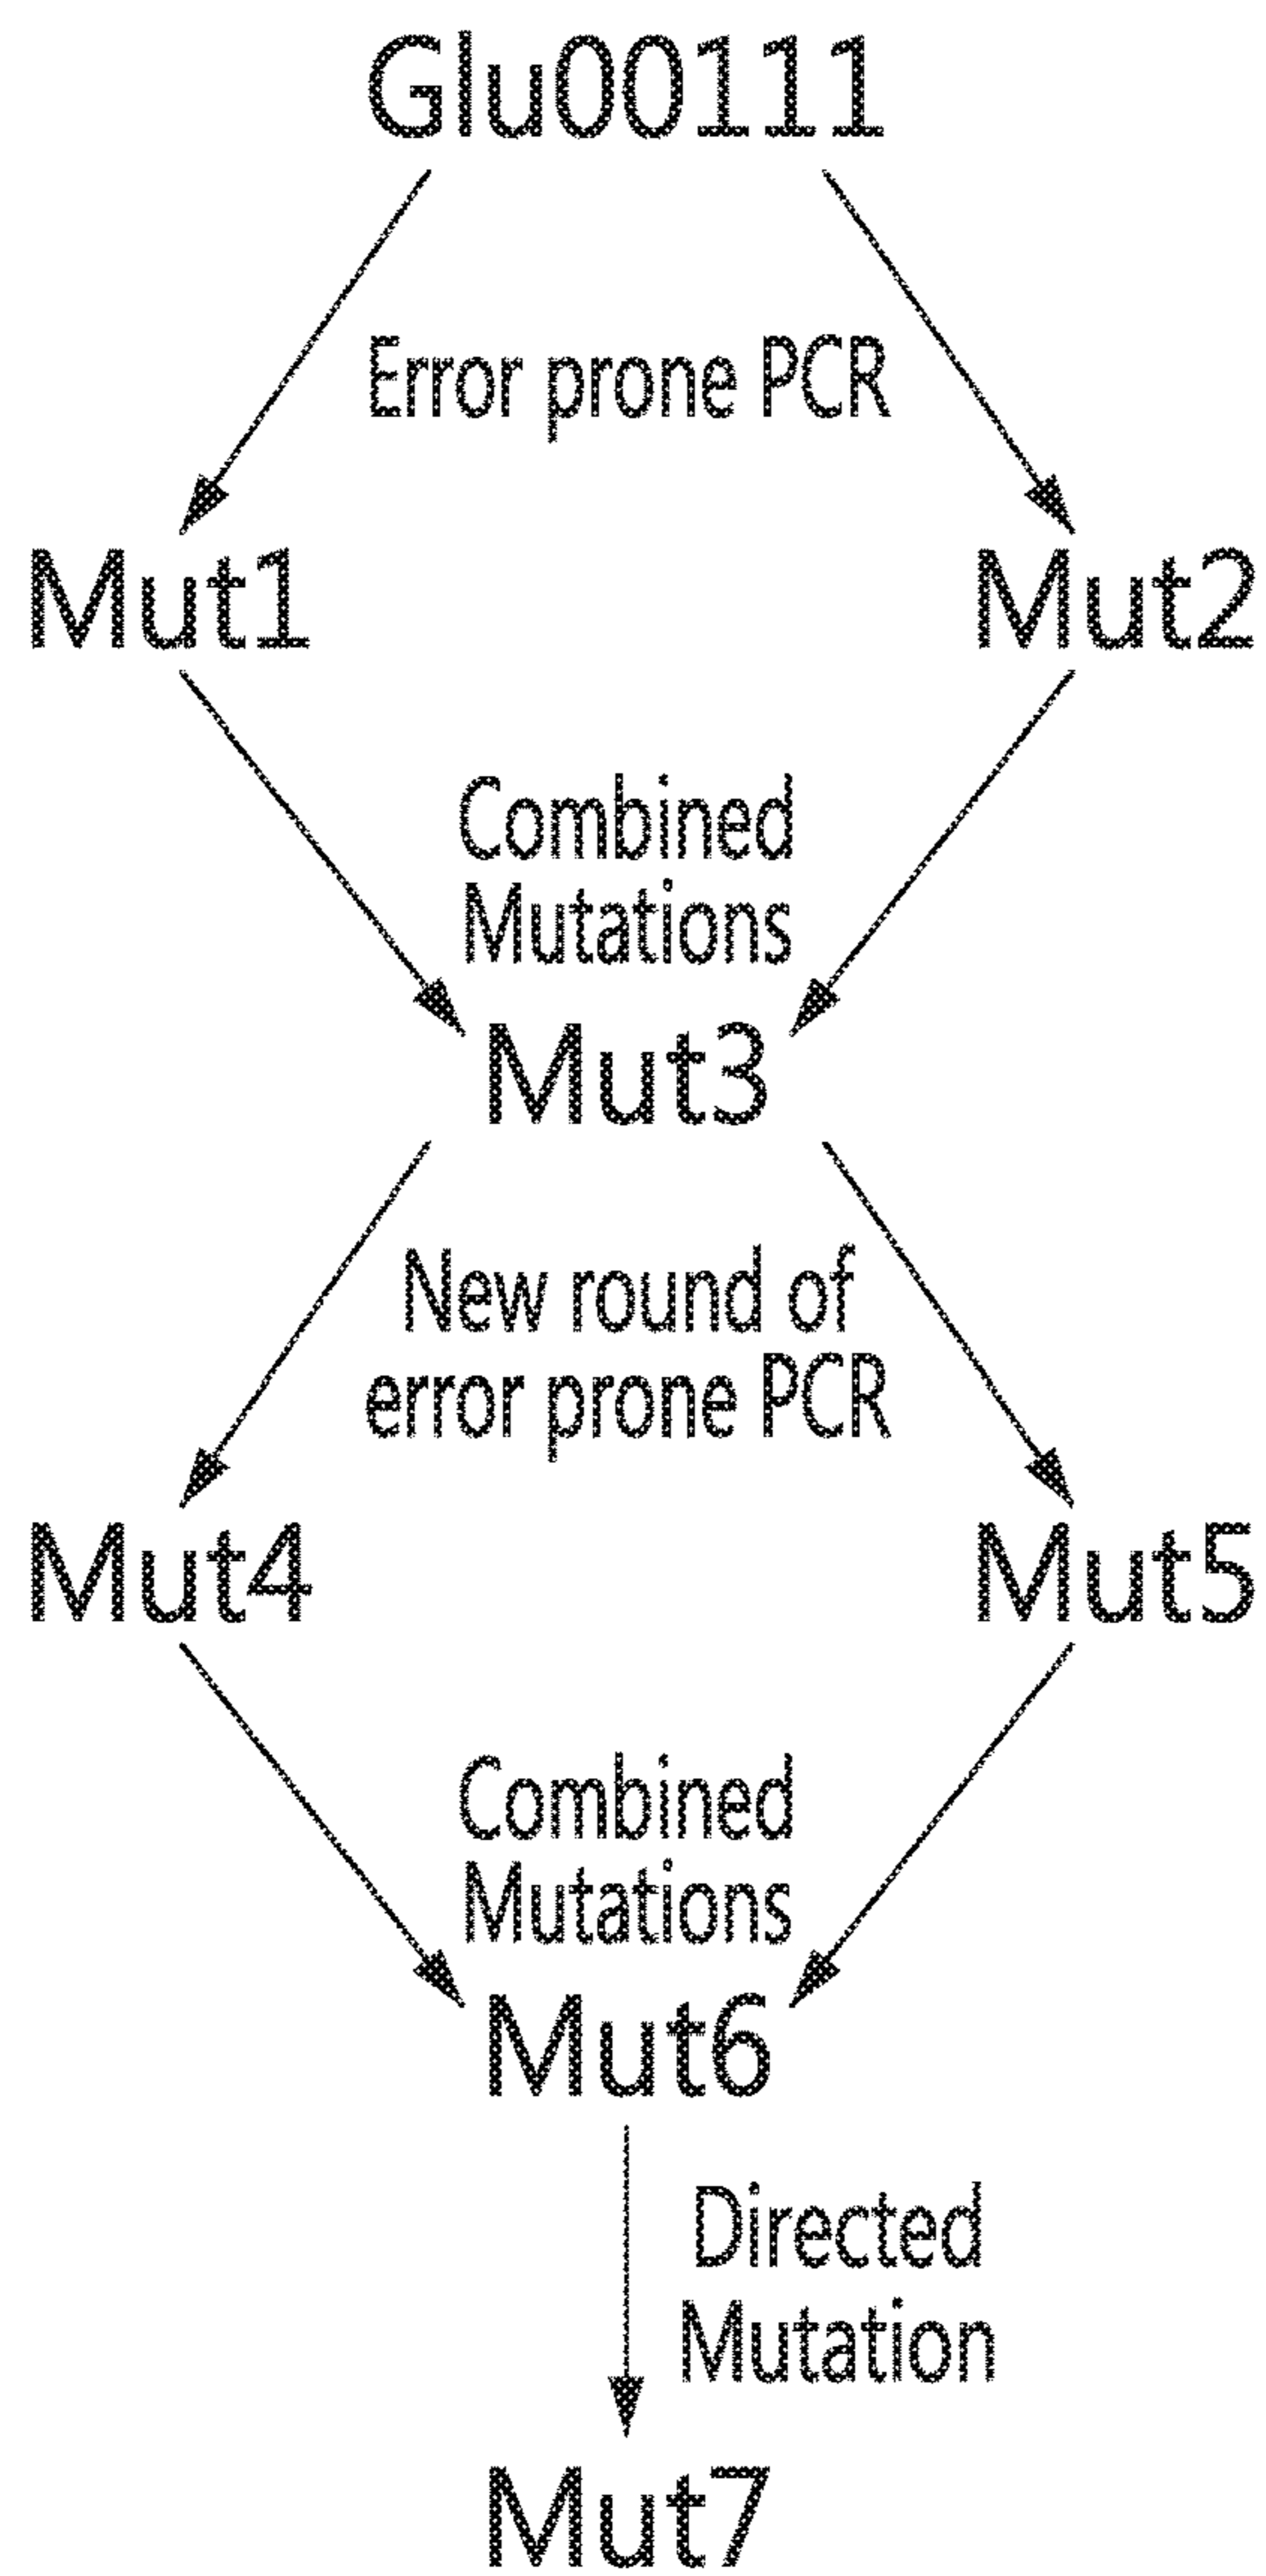 Glu00111
Error prone PCR
Mut1
Mut2
Combined
Mutations
Mut3
New round of
error prone PCR
Mut4
Mut5
Combined
Mutations
Mut6
Directed
Mutation
Mut7